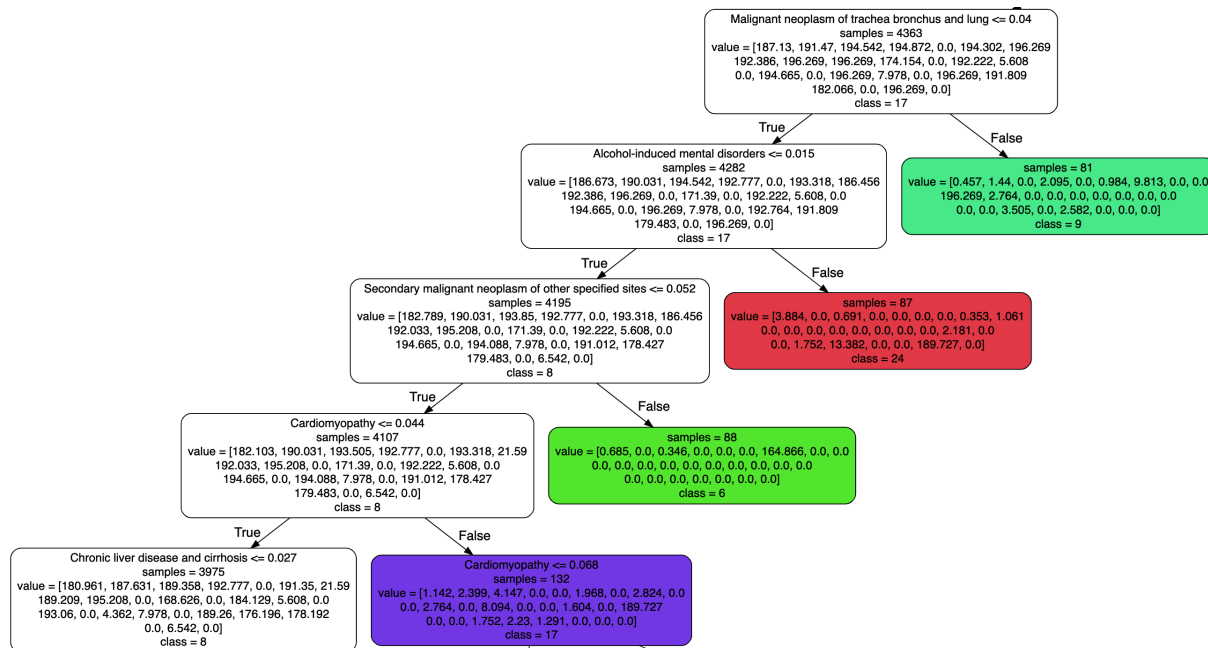 Malignant neoplasm of trachea bronchus and lung <= 0.04
samples = 4363
value = [187.13, 191.47, 194.542, 194.872, 0.0, 194.302, 196.269
192.386, 196.269, 196.269, 174.154, 0.0, 192.222, 5.608
0.0, 194.665, 0.0, 196.269, 7.978, 0.0, 196.269, 191.809
182.066, 0.0, 196.269, 0.0]
class = 17
True
False
Alcohol-induced mental disorders <= 0.015
samples = 4282
value = [186.673, 190.031, 194.542, 192.777, 0.0, 193.318, 186.456
192.386, 196.269, 0.0, 171.39, 0.0, 192.222, 5.608, 0.0
194.665, 0.0, 196.269, 7.978, 0.0, 192.764, 191.809
179.483, 0.0, 196.269, 0.0]
class = 17
samples = 81
value = [0.457, 1.44, 0.0, 2.095, 0.0, 0.984, 9.813, 0.0, 0.0
196.269, 2.764, 0.0, 0.0, 0.0, 0.0, 0.0, 0.0, 0.0
0.0, 0.0, 3.505, 0.0, 2.582, 0.0, 0.0, 0.0]
class = 9
True
False
Secondary malignant neoplasm of other specified sites <= 0.052
samples = 4195
value = [182.789, 190.031, 193.85, 192.777, 0.0, 193.318, 186.456
192.033, 195.208, 0.0, 171.39, 0.0, 192.222, 5.608, 0.0
194.665, 0.0, 194.088, 7.978, 0.0, 191.012, 178.427
179.483, 0.0, 6.542, 0.0]
class = 8
samples = 87
value = [3.884, 0.0, 0.691, 0.0, 0.0, 0.0, 0.0, 0.353, 1.061
0.0, 0.0, 0.0, 0.0, 0.0, 0.0, 0.0, 0.0, 2.181, 0.0
0.0, 1.752, 13.382, 0.0, 0.0, 189.727, 0.0]
class = 24
True
False
Cardiomyopathy <= 0.044
samples = 4107
value = [182.103, 190.031, 193.505, 192.777, 0.0, 193.318, 21.59
192.033, 195.208, 0.0, 171.39, 0.0, 192.222, 5.608, 0.0
194.665, 0.0, 194.088, 7.978, 0.0, 191.012, 178.427
179.483, 0.0, 6.542, 0.0]
class = 8
samples = 88
value = [0.685, 0.0, 0.346, 0.0, 0.0, 0.0, 164.866, 0.0, 0.0
0.0, 0.0, 0.0, 0.0, 0.0, 0.0, 0.0, 0.0, 0.0, 0.0
0.0, 0.0, 0.0, 0.0, 0.0, 0.0, 0.0]
class = 6
True
False
Chronic liver disease and cirrhosis <= 0.027
samples = 3975
value = [180.961, 187.631, 189.358, 192.777, 0.0, 191.35, 21.59
189.209, 195.208, 0.0, 168.626, 0.0, 184.129, 5.608, 0.0
193.06, 0.0, 4.362, 7.978, 0.0, 189.26, 176.196, 178.192
0.0, 6.542, 0.0]
class = 8
Cardiomyopathy <= 0.068
samples = 132
value = [1.142, 2.399, 4.147, 0.0, 0.0, 1.968, 0.0, 2.824, 0.0
0.0, 2.764, 0.0, 8.094, 0.0, 0.0, 1.604, 0.0, 189.727
0.0, 0.0, 1.752, 2.23, 1.291, 0.0, 0.0, 0.0]
class = 17